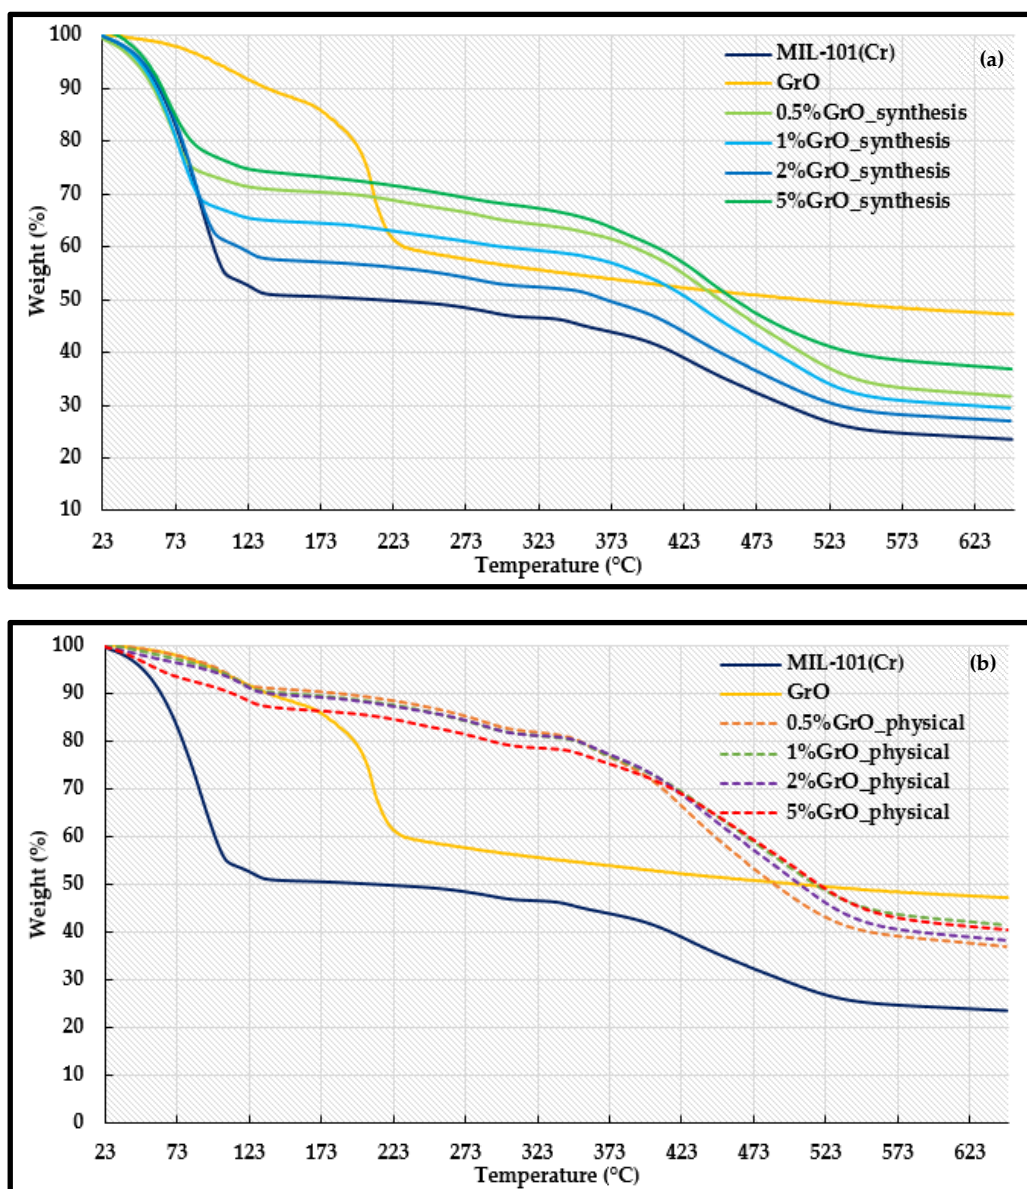 100
90
80
70
60
50
40
30
20
10
Weight (%)
MIL-101(Cr)
GrO
0.5%GrO_synthesis
1%GrO_synthesis
2%GrO_synthesis
5%GrO_synthesis
(a)
23 73 123 173 223 273 323 373 423 473 523 573 623
Temperature (°C)
100
90
80
70
60
50
40
30
20
10
0
Weight (%)
MIL-101(Cr)
GrO
0.5%GrO_physical
1%GrO_physical
2%GrO_physical
5%GrO_physical
(b)
23 73 123 173 223 273 323 373 423 473 523 573 623
Temperature (°C)